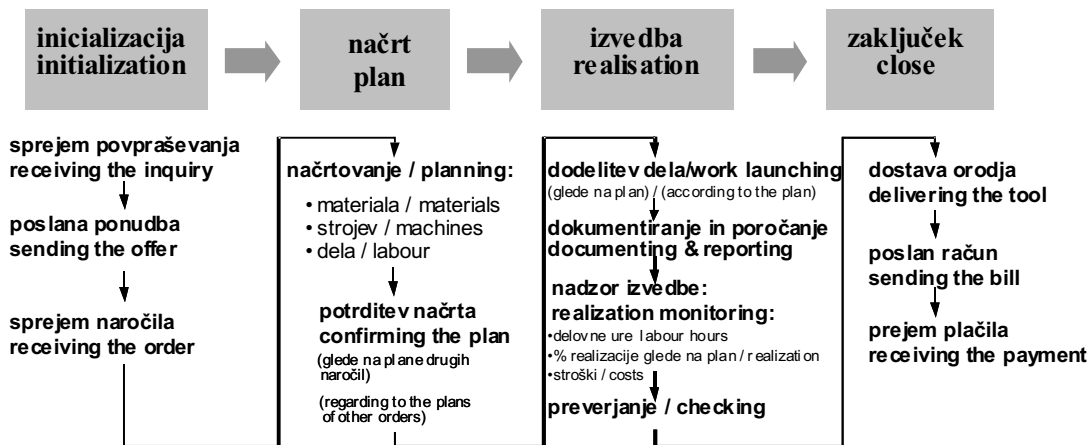 inicializacija
initialization
načrt
plan
izvedba
realisation
zaključek
close
sprejem povpraševanja
receiving the inquiry
poslana ponudba
sending the offer
sprejem naročila
receiving the order
načrtovanje / planning:
• materiala / materials
• strojev / machines
• dela / labour
potrditev načrta
confirming the plan
(glede na plane drugih
naročil)
(regarding to the plans
of other orders)
dodelitev dela/work launching
(glede na plan) / (according to the plan)
dokumentiranje in poročanje
documenting & reporting
nadzor izvedbe:
realization monitoring:
•delovne ure labour hours
•% realizacije glede na plan / realization
•stroški / costs
preverjanje / checking
dostava orodja
delivering the tool
poslan račun
sending the bill
prejem plačila
receiving the payment